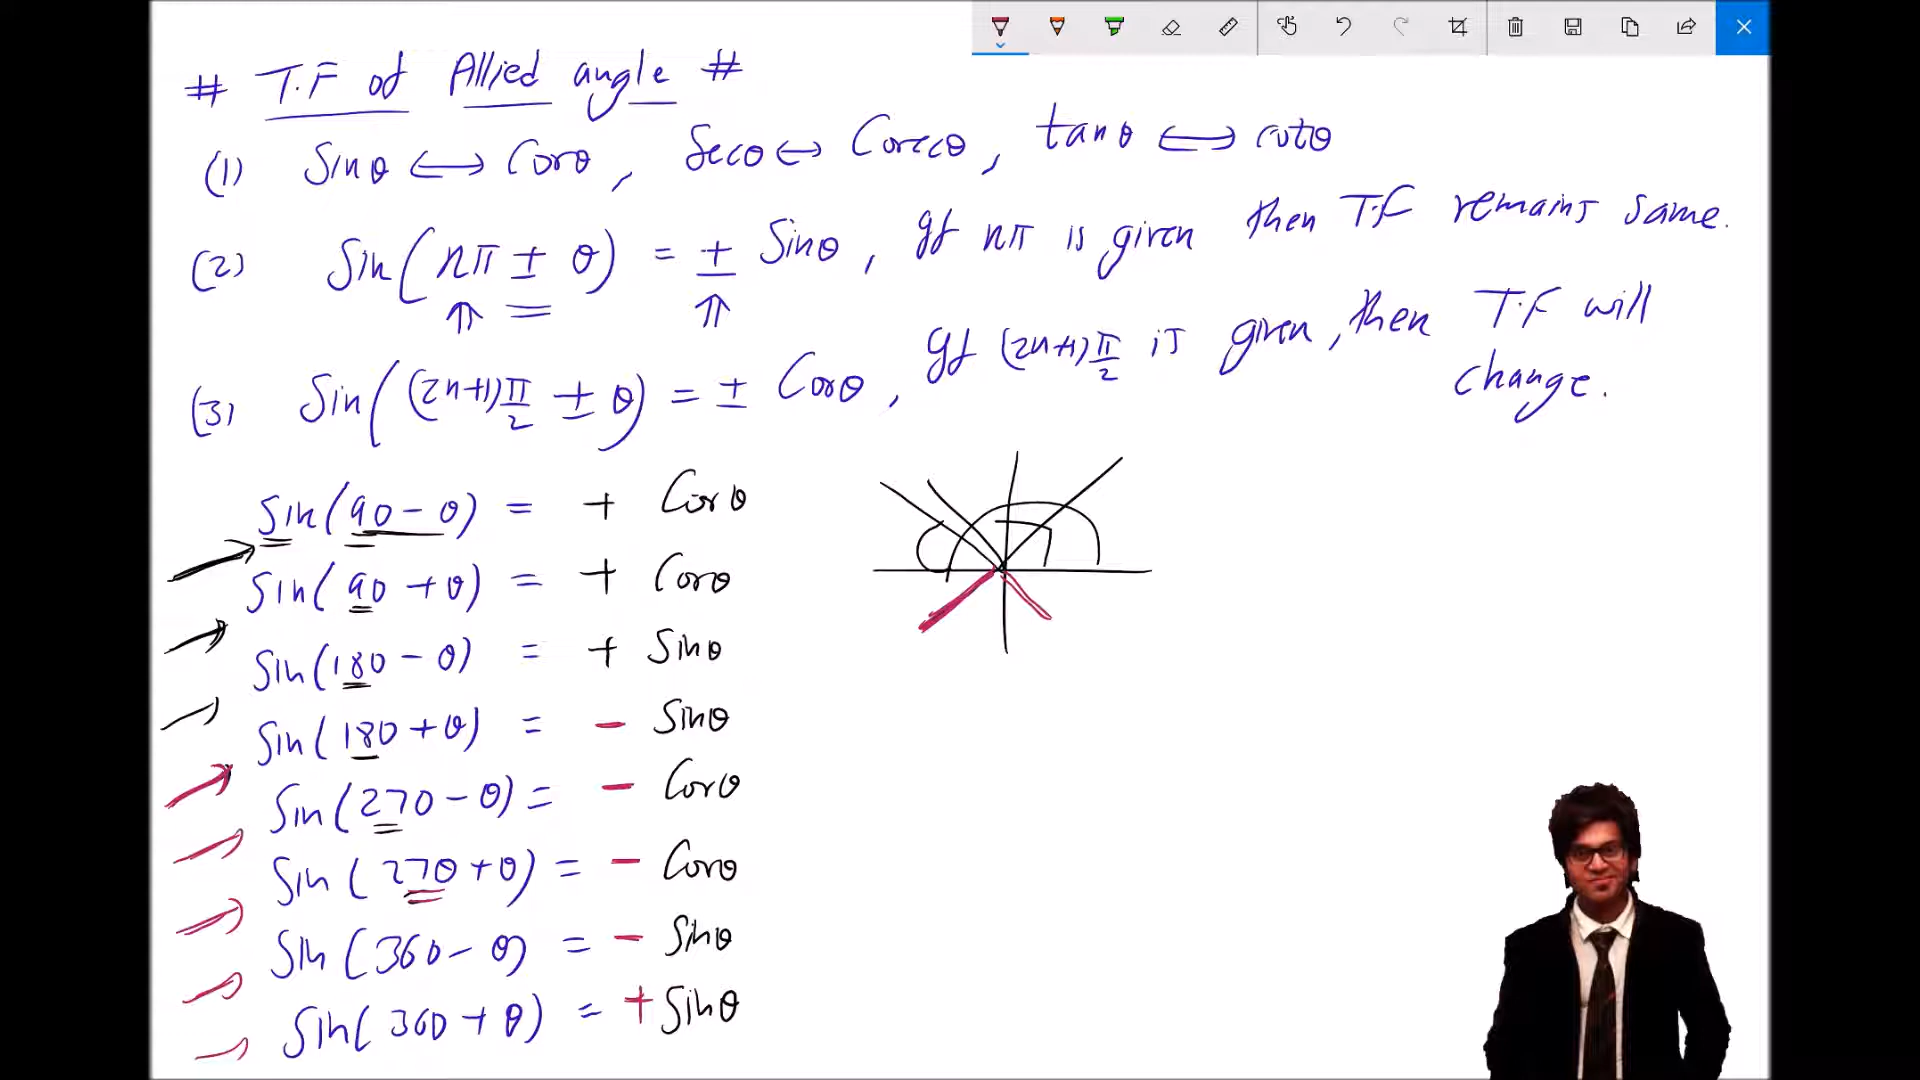 # T.F of Allied angle #
(1) Sinθ ⟷ Cosθ, Secθ ⟷ Cosecθ, tanθ ⟷ cotθ
(2) Sin(nπ ± θ) = ± Sinθ, If nπ is given then T.F remains same.
(3) Sin((2n+1)π/2 ± θ) = ± Cosθ, If (2n+1)π/2 is given, then T.F will change.
Sin(90 - θ) = + Cosθ
Sin(90 + θ) = + Cosθ
Sin(180 - θ) = + Sinθ
Sin(180 + θ) = - Sinθ
Sin(270 - θ) = - Cosθ
Sin(270 + θ) = - Cosθ
Sin(360 - θ) = - Sinθ
Sin(360 + θ) = + Sinθ